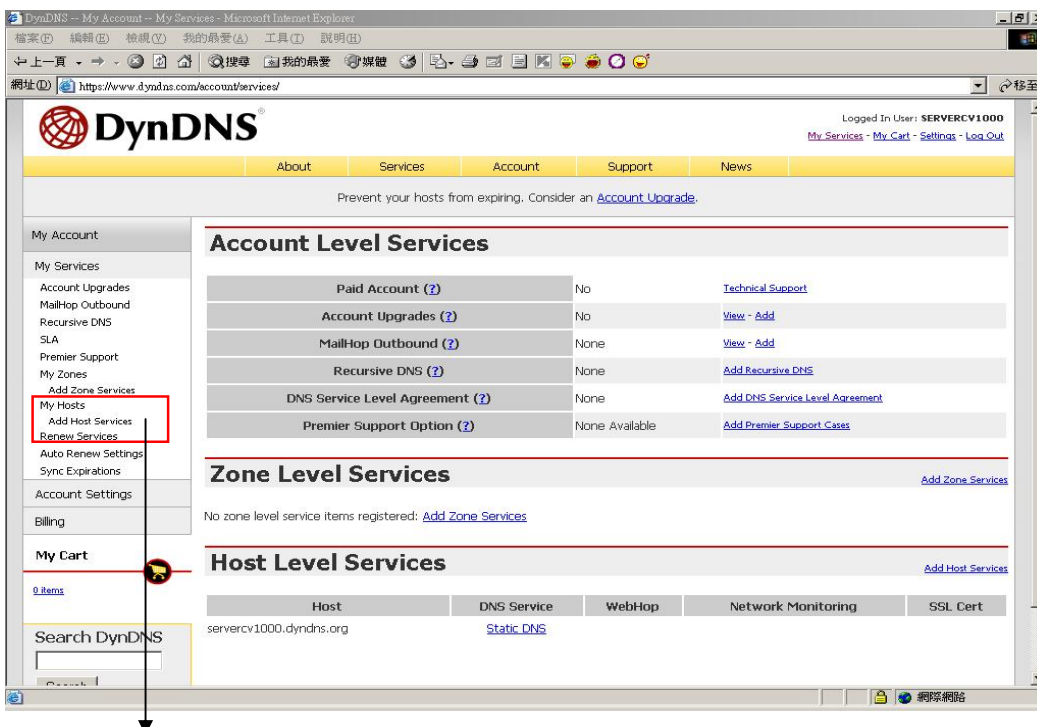 DynDNS -- My Account -- My Services - Microsoft Internet Explorer
檔案(F) 編輯(E) 檢視(V) 我的最愛(A) 工具(T) 說明(H)
上一頁 搜尋 我的最愛 媒體
網址(D) https://www.dyndns.com/account/services/ 移至
DynDNS
Logged In User: SERVERCV1000
My Services - My Cart - Settings - Log Out
About Services Account Support News
Prevent your hosts from expiring. Consider an Account Upgrade.
My Account
My Services
Account Upgrades
MailHop Outbound
Recursive DNS
SLA
Premier Support
My Zones
Add Zone Services
My Hosts
Add Host Services
Renew Services
Auto Renew Settings
Sync Expirations
Account Settings
Billing
My Cart
0 items
Search DynDNS
Search
Account Level Services
Paid Account (?) No Technical Support
Account Upgrades (?) No View - Add
MailHop Outbound (?) None View - Add
Recursive DNS (?) None Add Recursive DNS
DNS Service Level Agreement (?) None Add DNS Service Level Agreement
Premier Support Option (?) None Available Add Premier Support Cases
Zone Level Services
Add Zone Services
No zone level service items registered: Add Zone Services
Host Level Services
Add Host Services
Host DNS Service WebHop Network Monitoring SSL Cert
servercv1000.dyndns.org Static DNS
網際網路